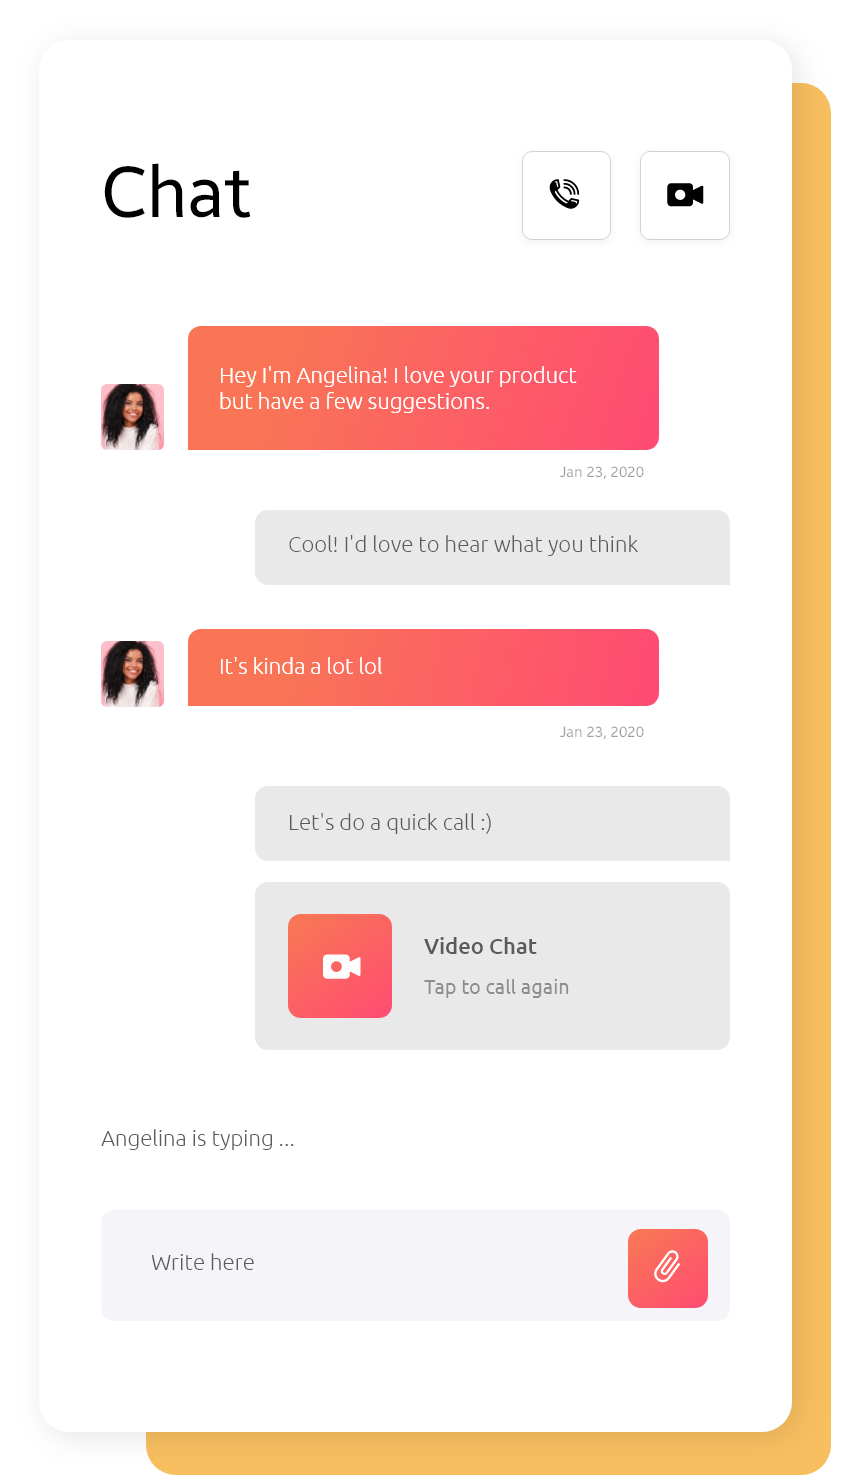 Chat
Hey I'm Angelina! I love your product
but have a few suggestions.
Jan 23, 2020
Cool! I'd love to hear what you think
It's kinda a lot lol
Jan 23, 2020
Let's do a quick call :)
Video Chat
Tap to call again
Angelina is typing ...
Write here